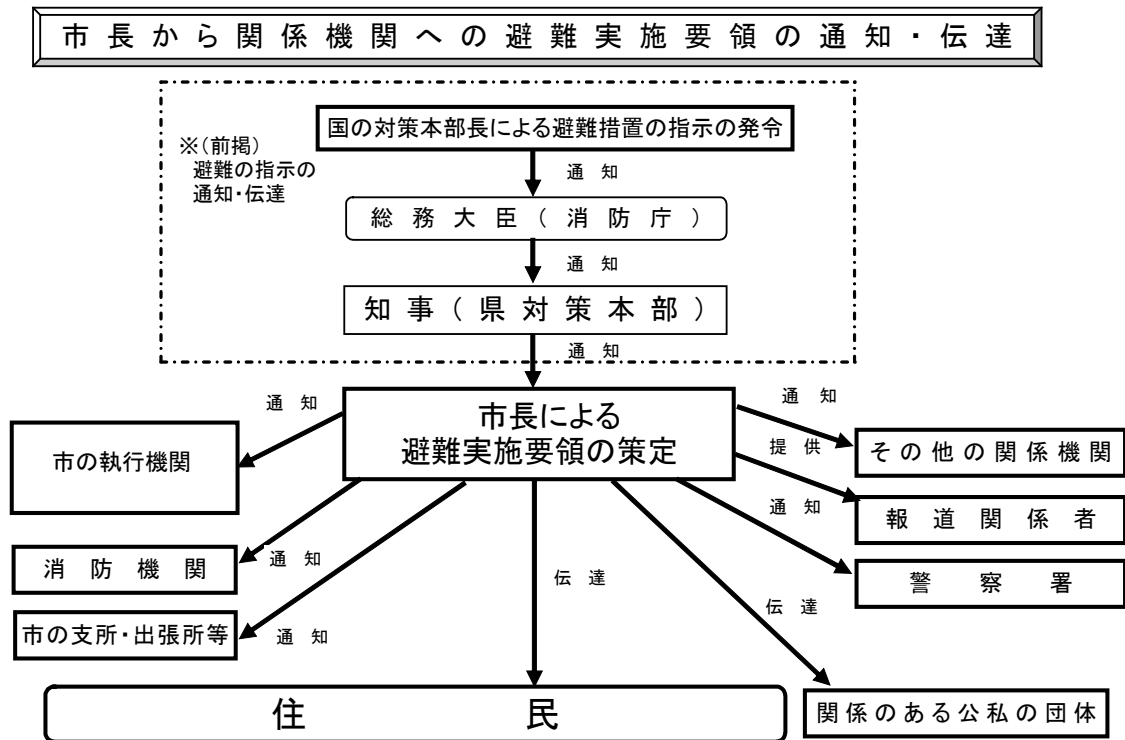 市長から関係機関への避難実施要領の通知・伝達
国の対策本部長による避難措置の指示の発令
※(前掲)
避難の指示の
通知・伝達
通知
総務大臣(消防庁)
通知
知事(県対策本部)
通知
市長による
避難実施要領の策定
通知
市の執行機関
通知
消防機関
通知
市の支所・出張所等
伝達
住民
通知
その他の関係機関
提供
報道関係者
通知
警察署
伝達
関係のある公私の団体